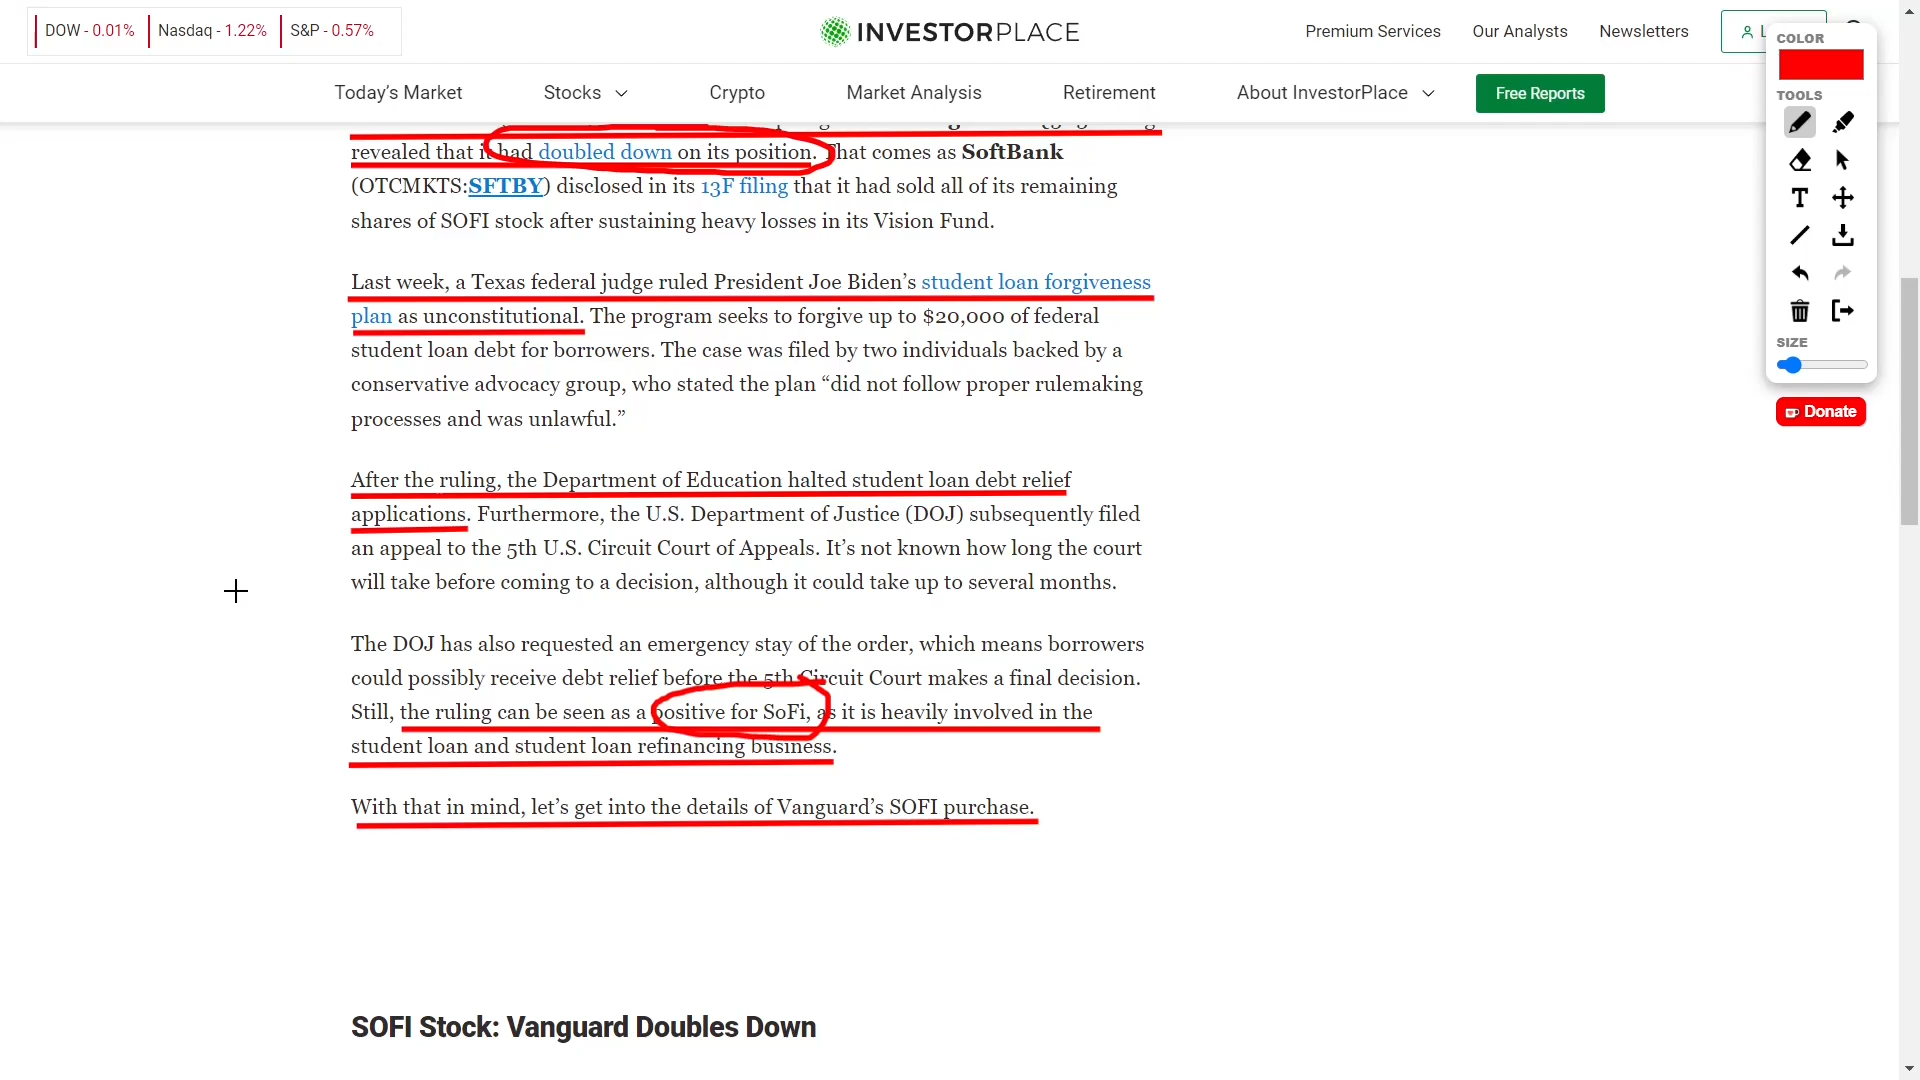 DOW - 0.01% Nasdaq - 1.22% S&P - 0.57%
INVESTORPLACE
Premium Services Our Analysts Newsletters
Today's Market Stocks Crypto Market Analysis Retirement About InvestorPlace Free Reports
revealed that it had doubled down on its position. That comes as SoftBank
(OTCMKTS:SFTBY) disclosed in its 13F filing that it had sold all of its remaining
shares of SOFI stock after sustaining heavy losses in its Vision Fund.
Last week, a Texas federal judge ruled President Joe Biden’s student loan forgiveness
plan as unconstitutional. The program seeks to forgive up to $20,000 of federal
student loan debt for borrowers. The case was filed by two individuals backed by a
conservative advocacy group, who stated the plan “did not follow proper rulemaking
processes and was unlawful.”
After the ruling, the Department of Education halted student loan debt relief
applications. Furthermore, the U.S. Department of Justice (DOJ) subsequently filed
an appeal to the 5th U.S. Circuit Court of Appeals. It’s not known how long the court
will take before coming to a decision, although it could take up to several months.
The DOJ has also requested an emergency stay of the order, which means borrowers
could possibly receive debt relief before the 5th Circuit Court makes a final decision.
Still, the ruling can be seen as a positive for SoFi, as it is heavily involved in the
student loan and student loan refinancing business.
With that in mind, let’s get into the details of Vanguard’s SOFI purchase.
SOFI Stock: Vanguard Doubles Down
COLOR
TOOLS
T
SIZE
Donate